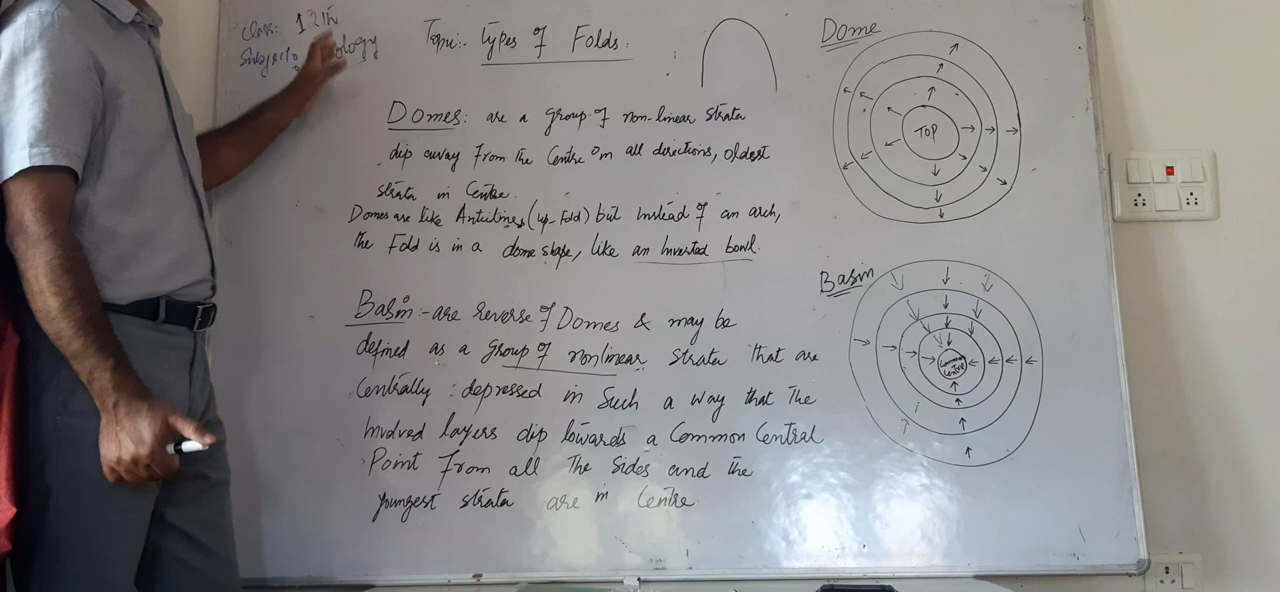 Class: 12th
Subject:
Topic:- Types of Folds:
Domes: are a group of non-linear strata
dip away from the Centre in all directions, oldest
strata in Centre.
Domes are like Anticlines (up-fold) but instead of an arch,
the Fold is in a dome shape, like an Inverted bowl.
Basin:- are reverse of Domes & may be
defined as a group of nonlinear strata that are
Centrally depressed in such a way that the
Involved layers dip towards a Common Central
Point from all the sides and the
youngest strata are in Centre
Dome
TOP
Basin
Common
Centre